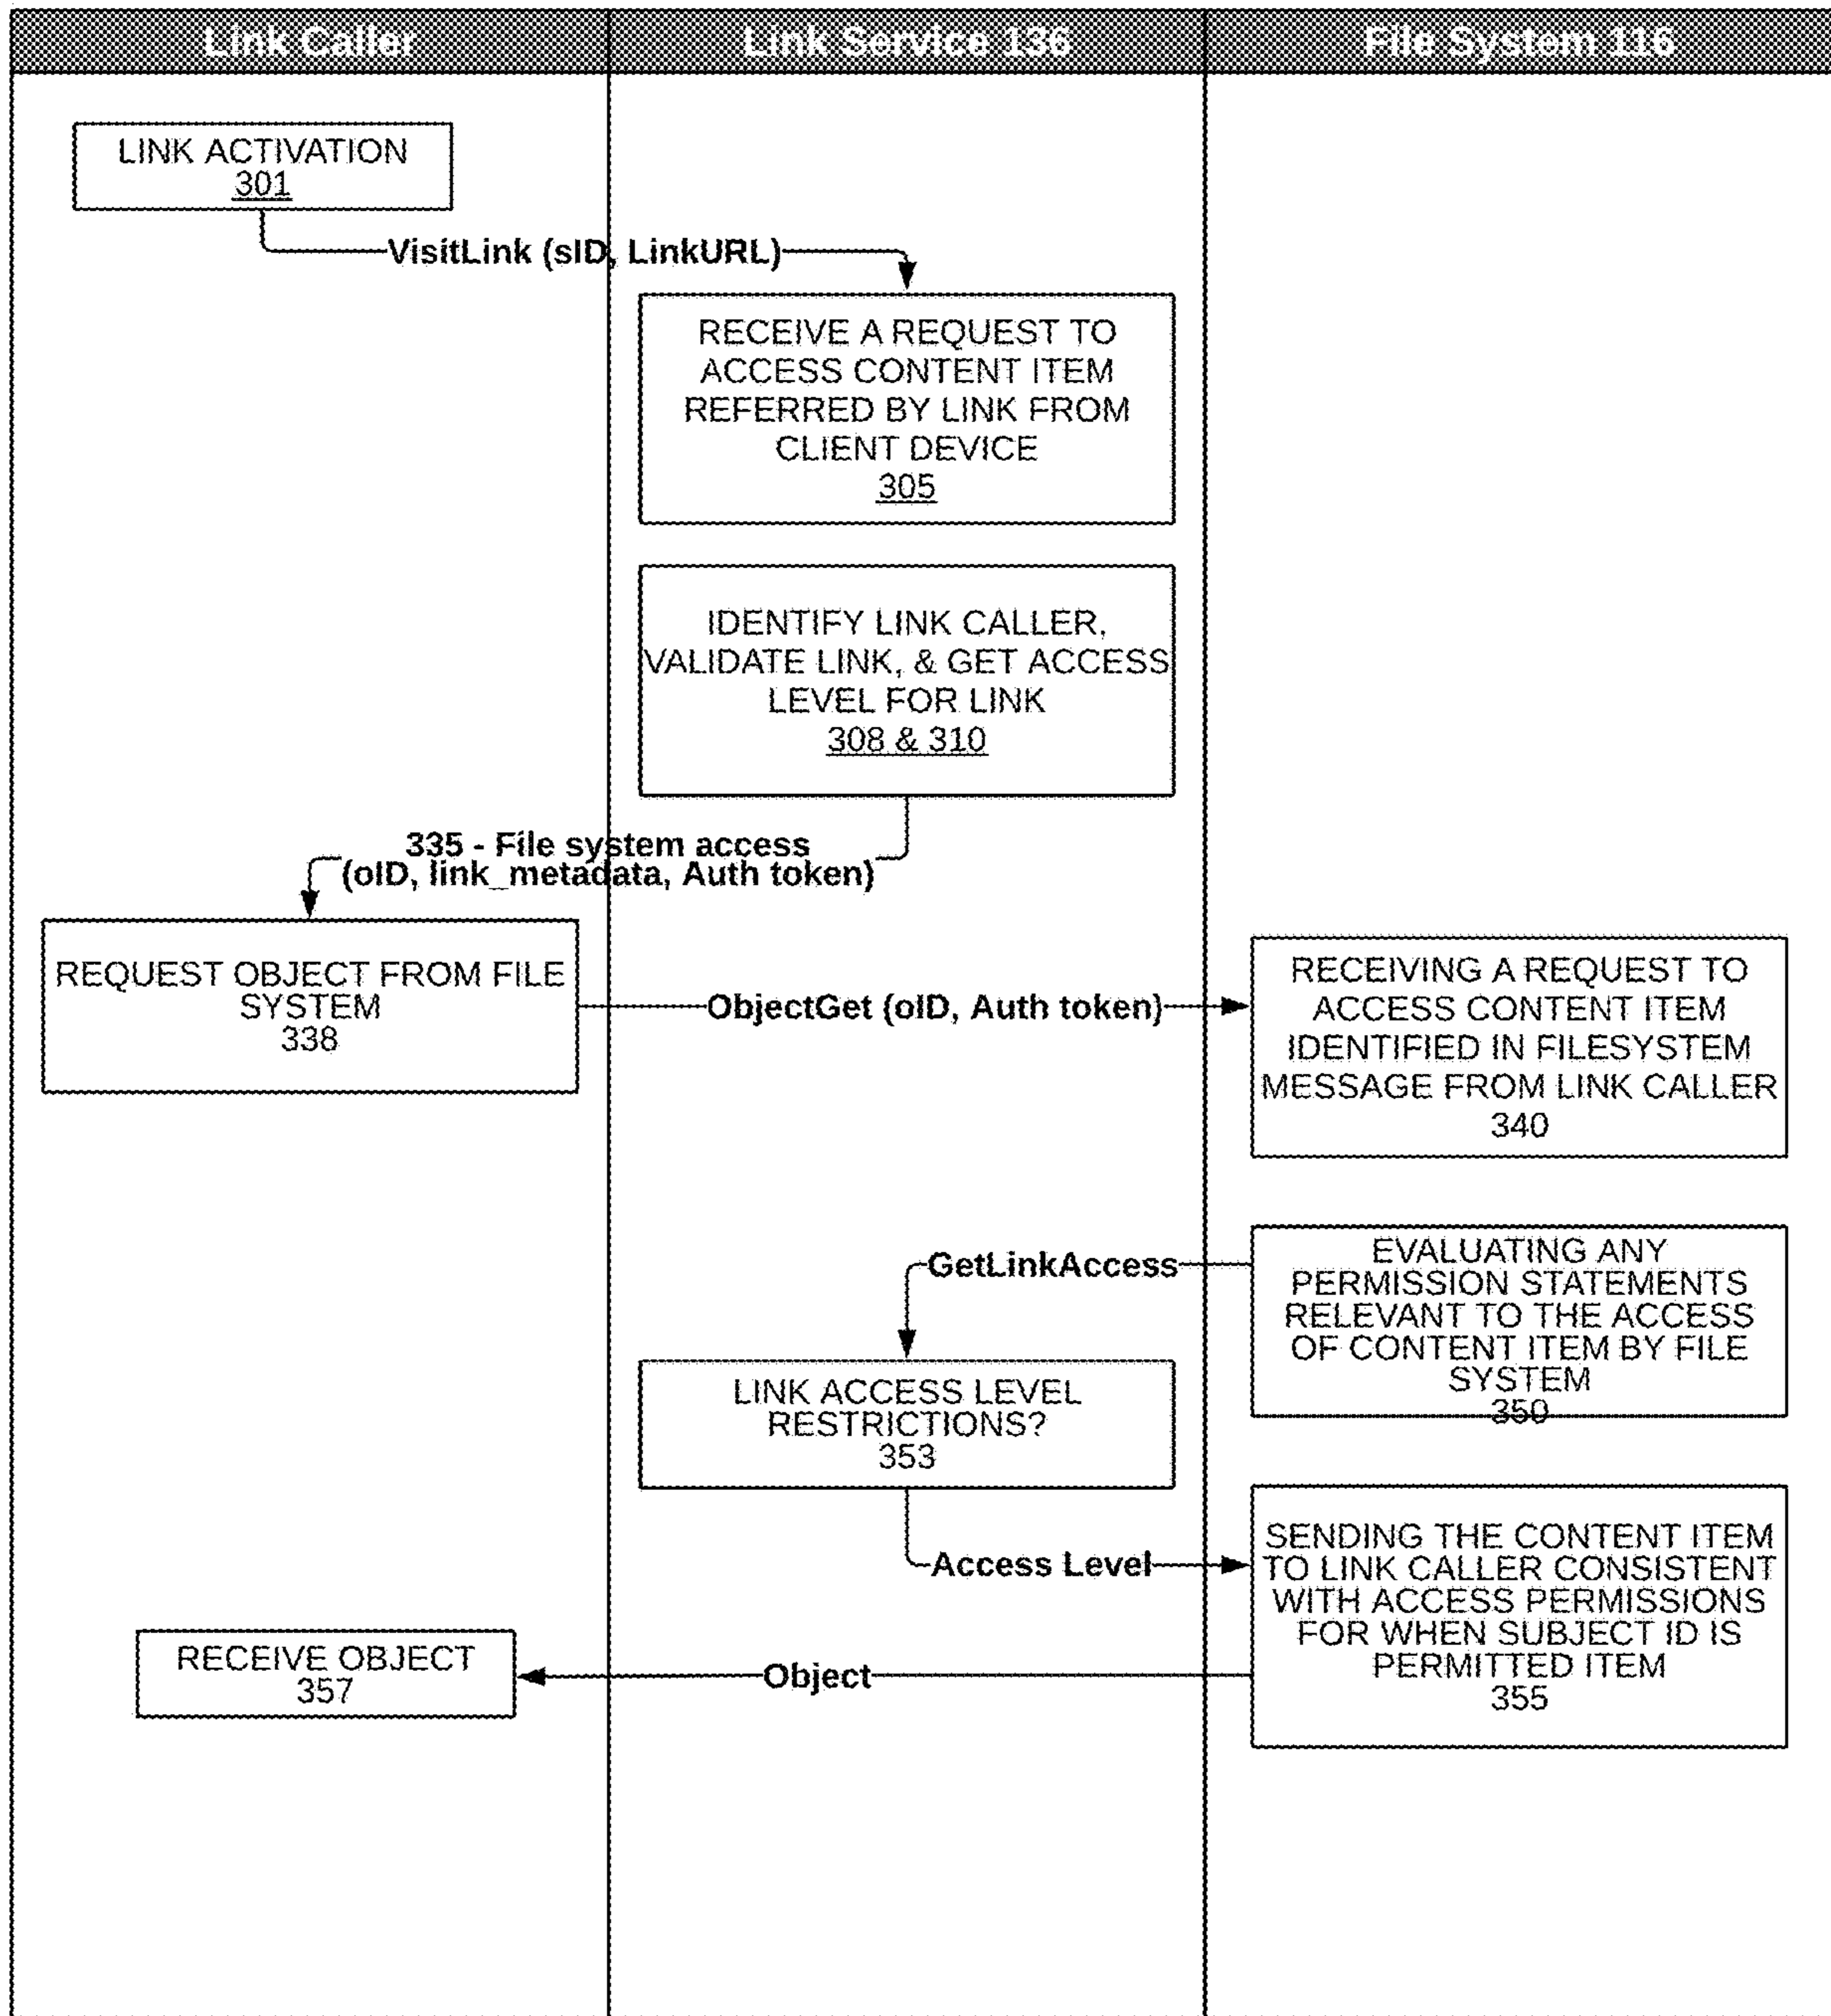 Link Caller
Link Service 136
File System 116
LINK ACTIVATION
301
VisitLink (sID, LinkURL)
RECEIVE A REQUEST TO
ACCESS CONTENT ITEM
REFERRED BY LINK FROM
CLIENT DEVICE
305
IDENTIFY LINK CALLER,
VALIDATE LINK, & GET ACCESS
LEVEL FOR LINK
308 & 310
335 - File system access
(oID, link_metadata, Auth token)
REQUEST OBJECT FROM FILE
SYSTEM
338
ObjectGet (oID, Auth token)
RECEIVING A REQUEST TO
ACCESS CONTENT ITEM
IDENTIFIED IN FILESYSTEM
MESSAGE FROM LINK CALLER
340
EVALUATING ANY
PERMISSION STATEMENTS
RELEVANT TO THE ACCESS
OF CONTENT ITEM BY FILE
SYSTEM
350
GetLinkAccess
LINK ACCESS LEVEL
RESTRICTIONS?
353
Access Level
SENDING THE CONTENT ITEM
TO LINK CALLER CONSISTENT
WITH ACCESS PERMISSIONS
FOR WHEN SUBJECT ID IS
PERMITTED ITEM
355
Object
RECEIVE OBJECT
357